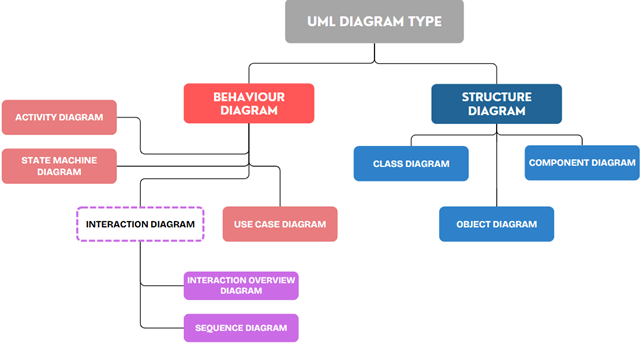 UML DIAGRAM TYPE
BEHAVIOUR
DIAGRAM
STRUCTURE
DIAGRAM
ACTIVITY DIAGRAM
STATE MACHINE
DIAGRAM
CLASS DIAGRAM
COMPONENT DIAGRAM
INTERACTION DIAGRAM
USE CASE DIAGRAM
OBJECT DIAGRAM
INTERACTION OVERVIEW
DIAGRAM
SEQUENCE DIAGRAM